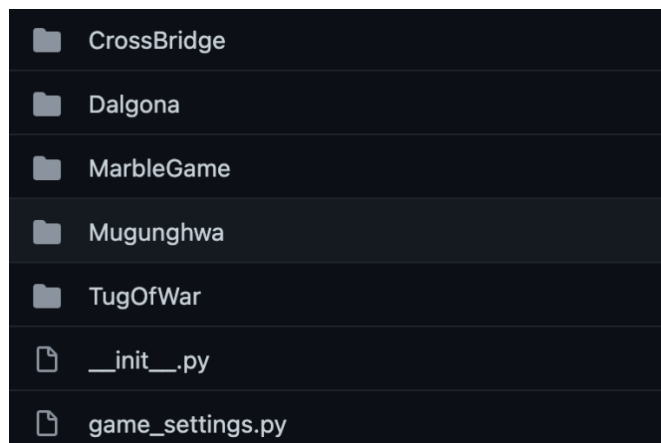 CrossBridge
Dalgona
MarbleGame
Mugunghwa
TugOfWar
__init__.py
game_settings.py